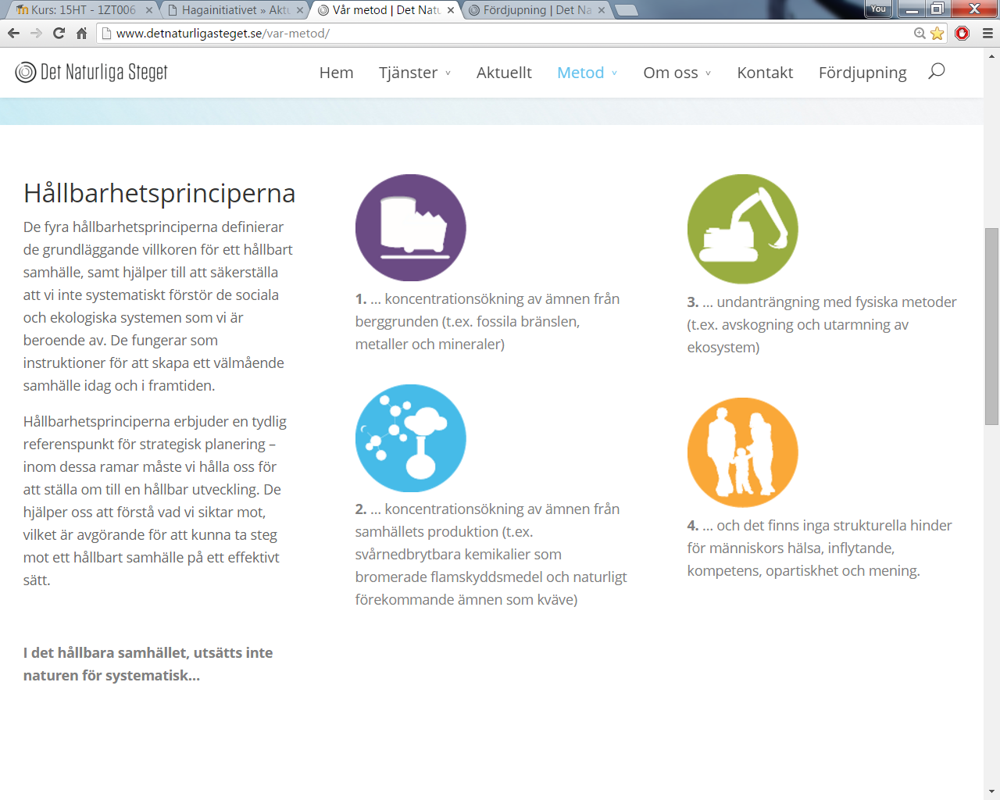 Kurs: 15HT - 1ZT006
Hagainitiativet » Aktu
Vår metod | Det Natu
Fördjupning | Det Na
You
www.detnaturligasteget.se/var-metod/
Det Naturliga Steget
Hem Tjänster Aktuellt Metod Om oss Kontakt Fördjupning
Hållbarhetsprinciperna
De fyra hållbarhetsprinciperna definierar
de grundläggande villkoren för ett hållbart
samhälle, samt hjälper till att säkerställa
att vi inte systematiskt förstör de sociala
och ekologiska systemen som vi är
beroende av. De fungerar som
instruktioner för att skapa ett välmående
samhälle idag och i framtiden.
Hållbarhetsprinciperna erbjuder en tydlig
referenspunkt för strategisk planering –
inom dessa ramar måste vi hålla oss för
att ställa om till en hållbar utveckling. De
hjälper oss att förstå vad vi siktar mot,
vilket är avgörande för att kunna ta steg
mot ett hållbart samhälle på ett effektivt
sätt.
I det hållbara samhället, utsätts inte
naturen för systematisk...
1. ... koncentrationsökning av ämnen från
berggrunden (t.ex. fossila bränslen,
metaller och mineraler)
2. ... koncentrationsökning av ämnen från
samhällets produktion (t.ex.
svårnedbrytbara kemikalier som
bromerade flamskyddsmedel och naturligt
förekommande ämnen som kväve)
3. ... undanträngning med fysiska metoder
(t.ex. avskogning och utarmning av
ekosystem)
4. ... och det finns inga strukturella hinder
för människors hälsa, inflytande,
kompetens, opartiskhet och mening.